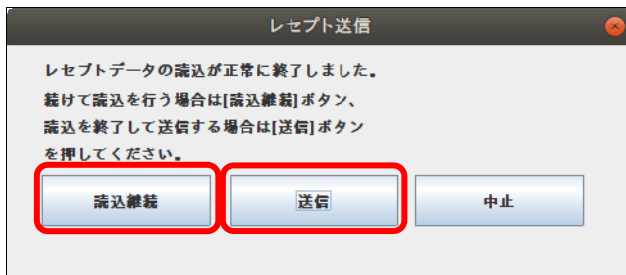 レセプト送信
レセプトデータの読込が正常に終了しました。
続けて読込を行う場合は[読込継続]ボタン、
読込を終了して送信する場合は[送信]ボタン
を押してください。
読込継続 送信 中止